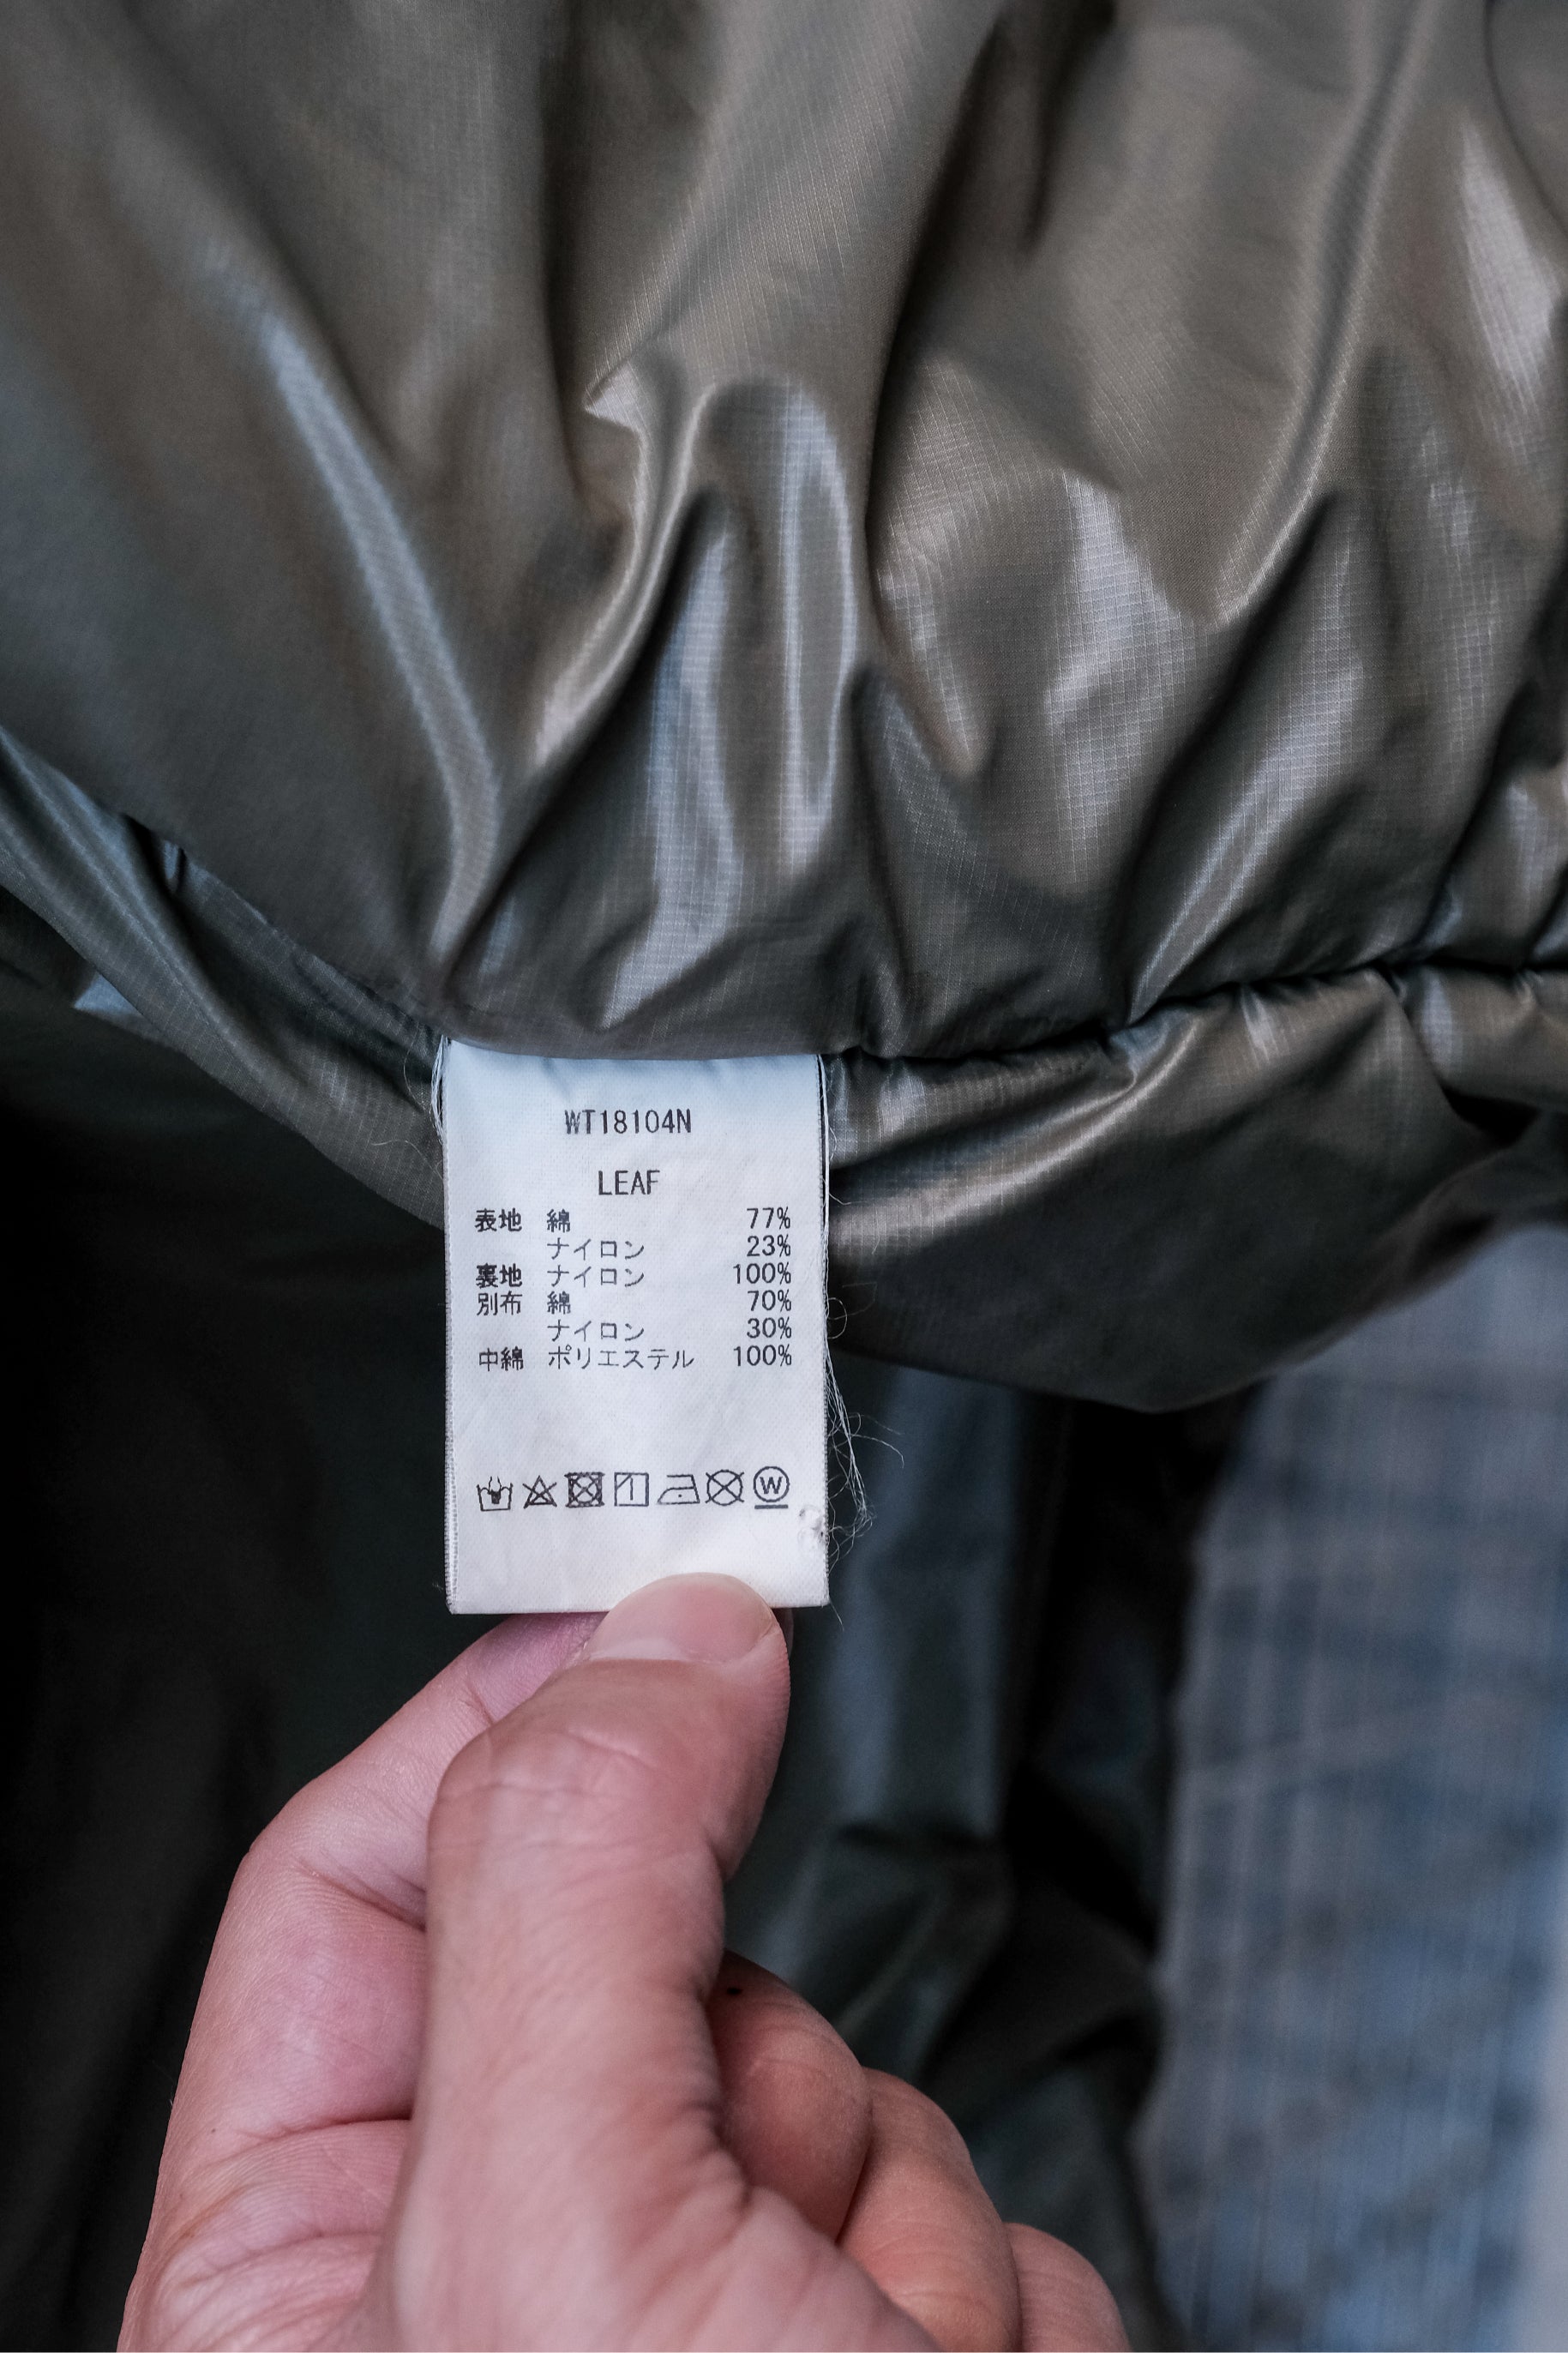 WT18104N
LEAF
表地 綿 77%
ナイロン 23%
裏地 ナイロン 100%
別布 綿 70%
ナイロン 30%
中綿 ポリエステル 100%
W